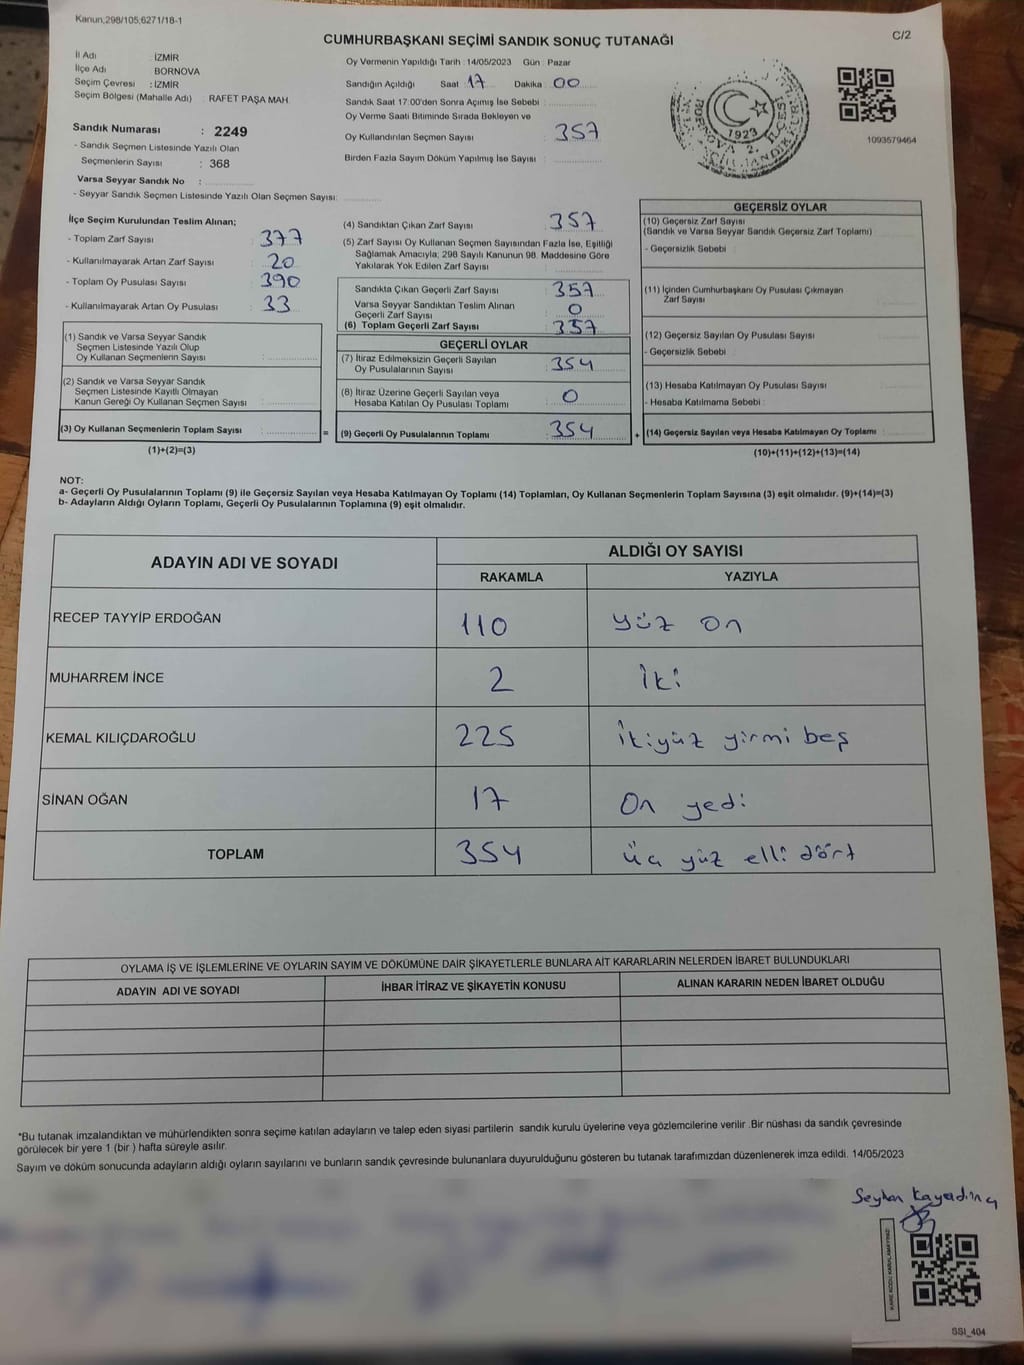 Kanun,298/105,6271/18-1
C/2
CUMHURBAŞKANI SEÇİMİ SANDIK SONUÇ TUTANAĞI
İl Adı : İZMİR
İlçe Adı : BORNOVA
Seçim Çevresi : İZMİR
Seçim Bölgesi (Mahalle Adı) : RAFET PAŞA MAH.
Sandık Numarası : 2249
- Sandık Seçmen Listesinde Yazılı Olan
Seçmenlerin Sayısı : 368
Varsa Seyyar Sandık No :
- Seyyar Sandık Seçmen Listesinde Yazılı Olan Seçmen Sayısı:
Oy Vermenin Yapıldığı Tarih : 14/05/2023 Gün : Pazar
Sandığın Açıldığı Saat 17 Dakika : 00
Sandık Saat 17:00'den Sonra Açımış İse Sebebi :
Oy Verme Saati Bitiminde Sırada Bekleyen ve
Oy Kullandırılan Seçmen Sayısı : 357
Birden Fazla Sayım Döküm Yapılmış İse Sayısı :
1923
1093579464
İlçe Seçim Kurulundan Teslim Alınan;
- Toplam Zarf Sayısı : 377
- Kullanılmayarak Artan Zarf Sayısı : 20
- Toplam Oy Pusulası Sayısı : 390
- Kullanılmayarak Artan Oy Pusulası : 33
(1) Sandık ve Varsa Seyyar Sandık
Seçmen Listesinde Yazılı Olup
Oy Kullanan Seçmenlerin Sayısı :
(2) Sandık ve Varsa Seyyar Sandık
Seçmen Listesinde Kayıtlı Olmayan
Kanun Gereği Oy Kullanan Seçmen Sayısı :
(3) Oy Kullanan Seçmenlerin Toplam Sayısı :
(1)+(2)=(3)
=
(4) Sandıktan Çıkan Zarf Sayısı : 357
(5) Zarf Sayısı Oy Kullanan Seçmen Sayısından Fazla İse, Eşitliği
Sağlamak Amacıyla; 298 Sayılı Kanunun 98. Maddesine Göre
Yakılarak Yok Edilen Zarf Sayısı :
Sandıkta Çıkan Geçerli Zarf Sayısı : 357
Varsa Seyyar Sandıktan Teslim Alınan
Geçerli Zarf Sayısı : 0
(6) Toplam Geçerli Zarf Sayısı : 357
GEÇERLİ OYLAR
(7) İtiraz Edilmeksizin Geçerli Sayılan
Oy Pusulalarının Sayısı : 354
(8) İtiraz Üzerine Geçerli Sayılan veya
Hesaba Katılan Oy Pusulası Toplamı : 0
(9) Geçerli Oy Pusulalarının Toplamı : 354
+
GEÇERSİZ OYLAR
(10) Geçersiz Zarf Sayısı
(Sandık ve Varsa Seyyar Sandık Geçersiz Zarf Toplamı)
- Geçersizlik Sebebi :
(11) İçinden Cumhurbaşkanı Oy Pusulası Çıkmayan
Zarf Sayısı
(12) Geçersiz Sayılan Oy Pusulası Sayısı
- Geçersizlik Sebebi :
(13) Hesaba Katılmayan Oy Pusulası Sayısı
- Hesaba Katılmama Sebebi :
(14) Geçersiz Sayılan veya Hesaba Katılmayan Oy Toplamı :
(10)+(11)+(12)+(13)=(14)
NOT:
a- Geçerli Oy Pusulalarının Toplamı (9) ile Geçersiz Sayılan veya Hesaba Katılmayan Oy Toplamı (14) Toplamları, Oy Kullanan Seçmenlerin Toplam Sayısına (3) eşit olmalıdır. (9)+(14)=(3)
b- Adayların Aldığı Oyların Toplamı, Geçerli Oy Pusulalarının Toplamına (9) eşit olmalıdır.
ADAYIN ADI VE SOYADI
ALDIĞI OY SAYISI
RAKAMLA YAZIYLA
RECEP TAYYİP ERDOĞAN 110 yüz on
MUHARREM İNCE 2 İki
KEMAL KILIÇDAROĞLU 225 İkiyüz yirmi beş
SİNAN OĞAN 17 On yedi
TOPLAM 354 üç yüz elli dört
OYLAMA İŞ VE İŞLEMLERİNE VE OYLARIN SAYIM VE DÖKÜMÜNE DAİR ŞİKAYETLERLE BUNLARA AİT KARARLARIN NELERDEN İBARET BULUNDUKLARI
ADAYIN ADI VE SOYADI İHBAR İTİRAZ VE ŞİKAYETİN KONUSU ALINAN KARARIN NEDEN İBARET OLDUĞU
*Bu tutanak imzalandıktan ve mühürlendikten sonra seçime katılan adayların ve talep eden siyasi partilerin sandık kurulu üyelerine veya gözlemcilerine verilir .Bir nüshası da sandık çevresinde
görülecek bir yere 1 (bir ) hafta süreyle asılır.
Sayım ve döküm sonucunda adayların aldığı oyların sayılarını ve bunların sandık çevresinde bulunanlara duyurulduğunu gösteren bu tutanak tarafımızdan düzenlenerek imza edildi. 14/05/2023
KARE KODU KARALAMAYINIZ!
SSI_404